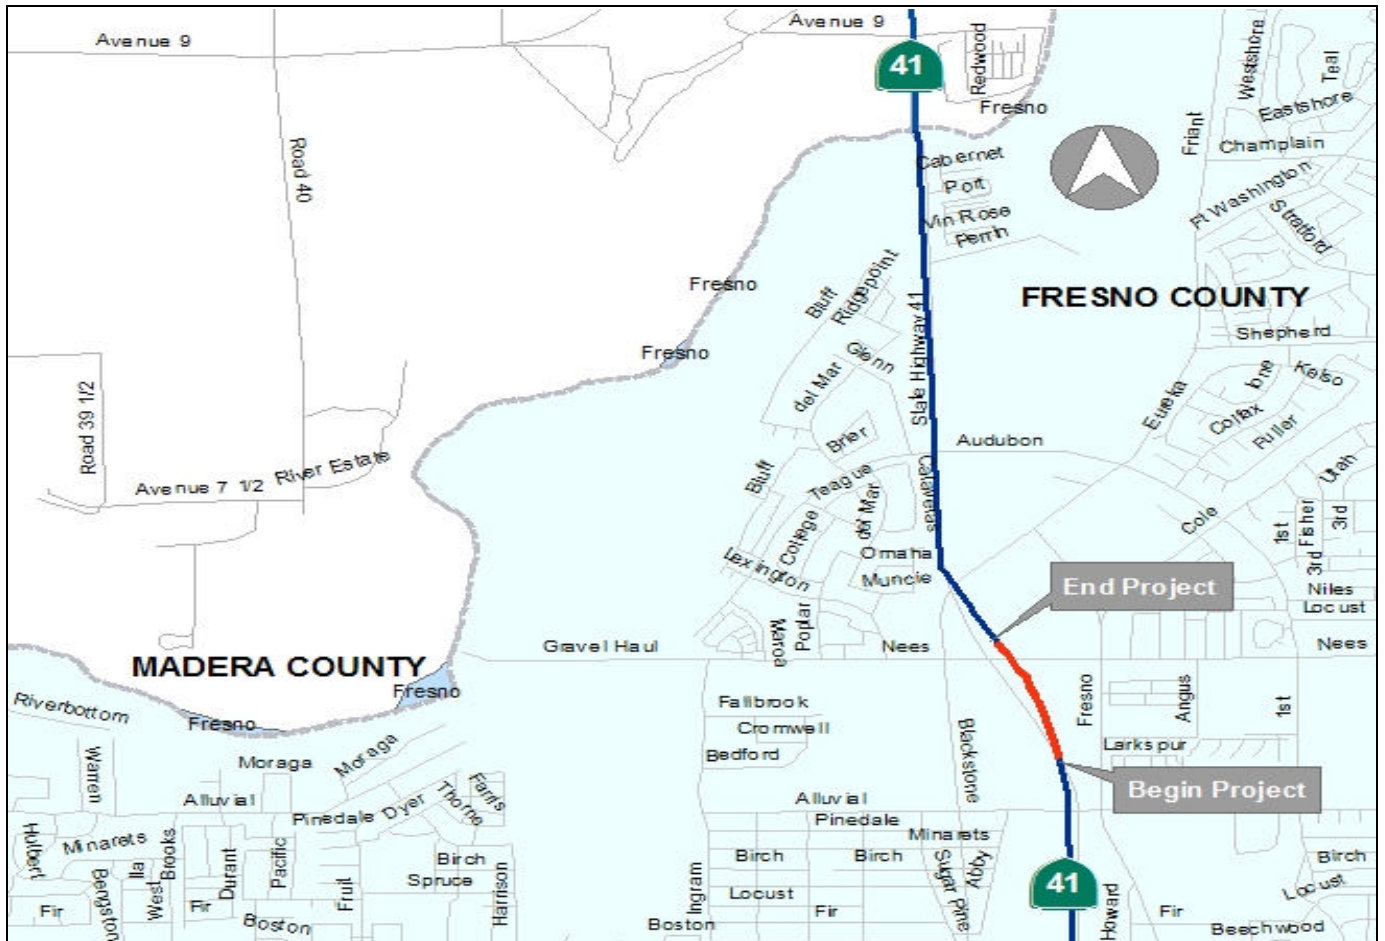 Avenue 9
Avenue 9
41
Redwood
Westshore
Teal
Eastshore
Fresno
Friant
Champlain
Road 40
Cabernet
Port
Vin Rose
Perrin
Ft Washington
Stratford
Fresno
Bluff
Ridgepoint
State Highway 41
FRESNO COUNTY
Shepherd
Fresno
Glenn
del Mar
Ione
Kelso
Eureka
Colfax
Fuller
Road 39 1/2
Brier
Audubon
River Estate
Avenue 7 1/2
Bluff
Teague
del Mar
Calaveras
Utah
College
Cole
1st
Fisher
3rd
3rd
Lexington
Omaha
Muncie
End Project
Niles
Locust
Maroa
Poplar
Gravel Haul
Nees
Nees
MADERA COUNTY
Fresno
Riverbottom
Fresno
Fallbrook
Cromwell
Bedford
Blackstone
Fresno
Angus
1st
Larkspur
Warren
Moraga
Moraga
Begin Project
Alluvial
Pinedale
Dyer
Thorne
Farris
Alluvial
Pinedale
Minarets
Hulbert
Minarets
Bengston
Ila
West
Brooks
Durant
Pacific
Fruit
Birch
Spruce
Harrison
Birch
Birch
Sugar Pine
Abby
Birch
Locust
Ingram
Locust
41
Howard
Fir
Fir
Boston
Boston
Fir
Fir
Beechwood